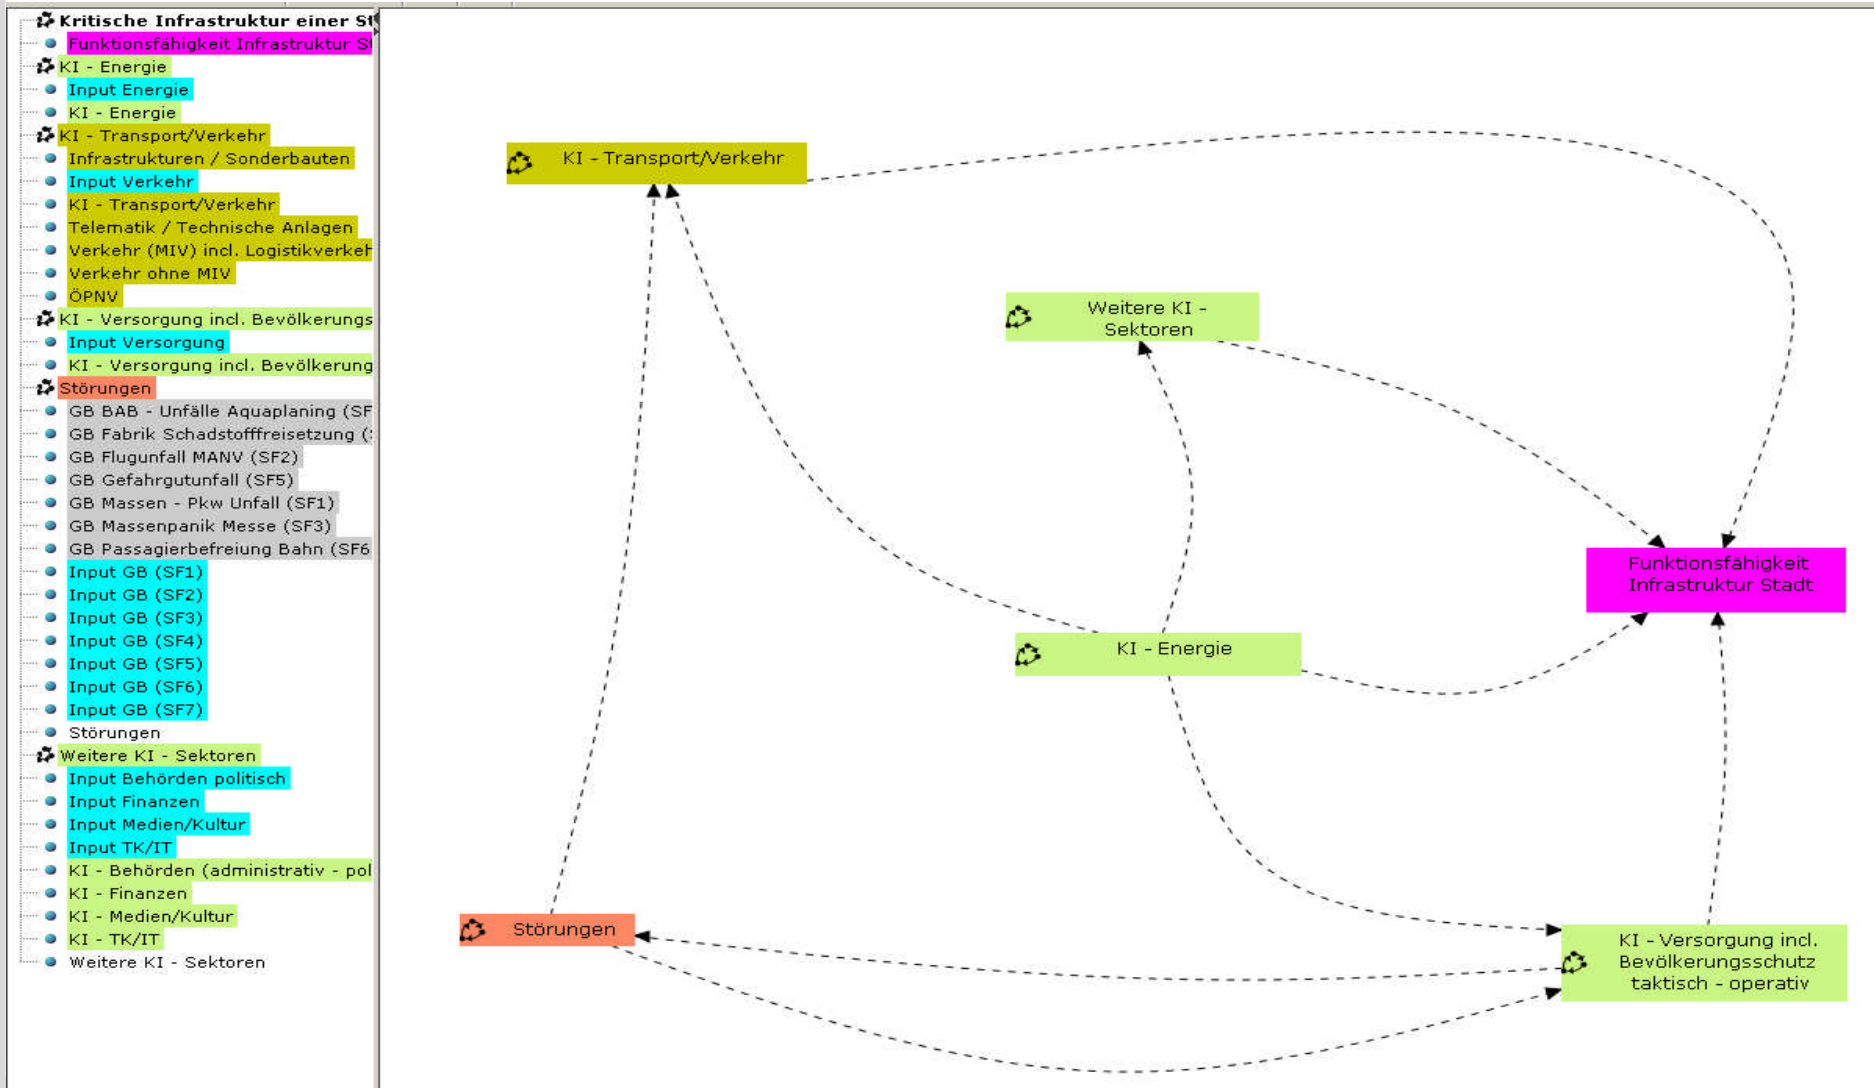 Kritische Infrastruktur einer St
Funktionsfähigkeit Infrastruktur St
KI - Energie
Input Energie
KI - Energie
KI - Transport/Verkehr
Infrastrukturen / Sonderbauten
Input Verkehr
KI - Transport/Verkehr
Telematik / Technische Anlagen
Verkehr (MIV) incl. Logistikverkeh
Verkehr ohne MIV
ÖPNV
KI - Versorgung incl. Bevölkerungs
Input Versorgung
KI - Versorgung incl. Bevölkerung
Störungen
GB BAB - Unfälle Aquaplaning (SF
GB Fabrik Schadstofffreisetzung (
GB Flugunfall MANV (SF2)
GB Gefahrgutunfall (SF5)
GB Massen - Pkw Unfall (SF1)
GB Massenpanik Messe (SF3)
GB Passagierbefreiung Bahn (SF6
Input GB (SF1)
Input GB (SF2)
Input GB (SF3)
Input GB (SF4)
Input GB (SF5)
Input GB (SF6)
Input GB (SF7)
Störungen
Weitere KI - Sektoren
Input Behörden politisch
Input Finanzen
Input Medien/Kultur
Input TK/IT
KI - Behörden (administrativ - pol
KI - Finanzen
KI - Medien/Kultur
KI - TK/IT
Weitere KI - Sektoren
KI - Transport/Verkehr
Weitere KI -
Sektoren
Funktionsfähigkeit
Infrastruktur Stadt
KI - Energie
Störungen
KI - Versorgung incl.
Bevölkerungsschutz
taktisch - operativ